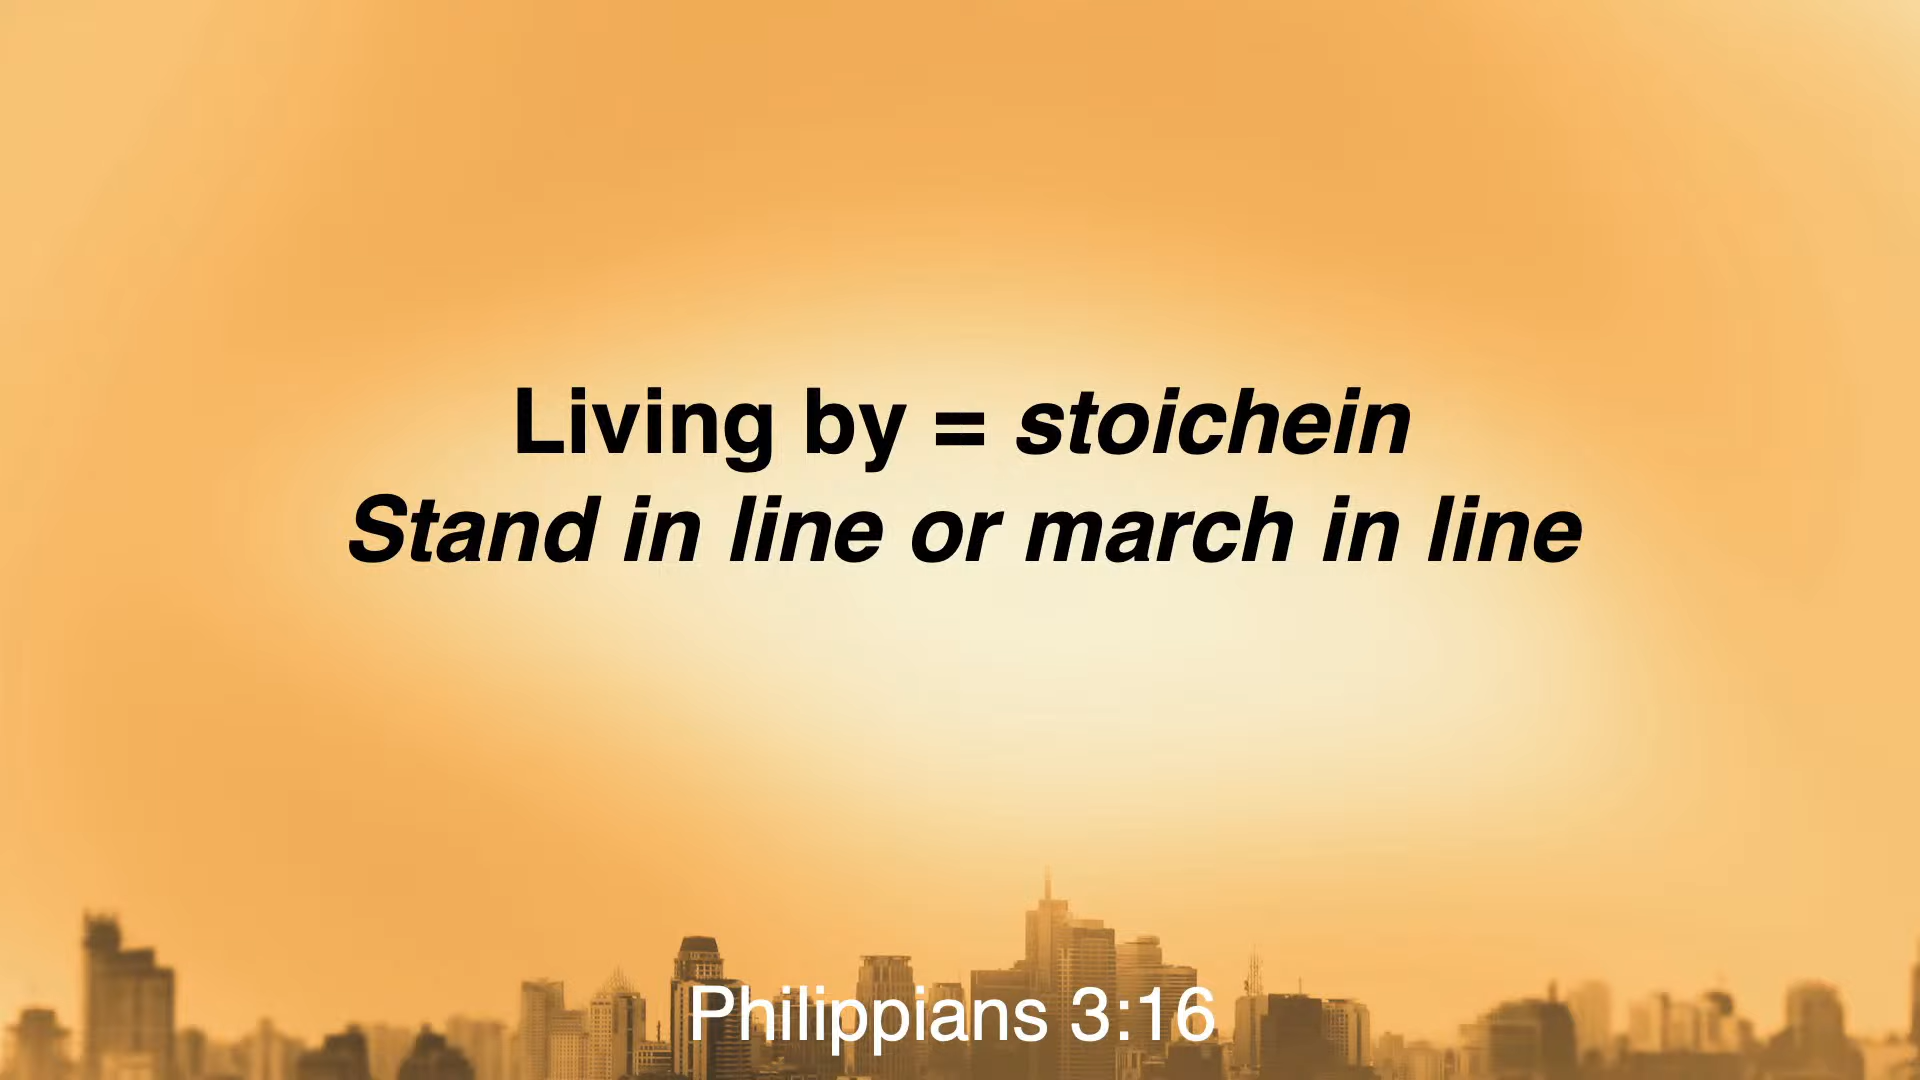 Living by = stoichein
Stand in line or march in line
Philippians 3:16